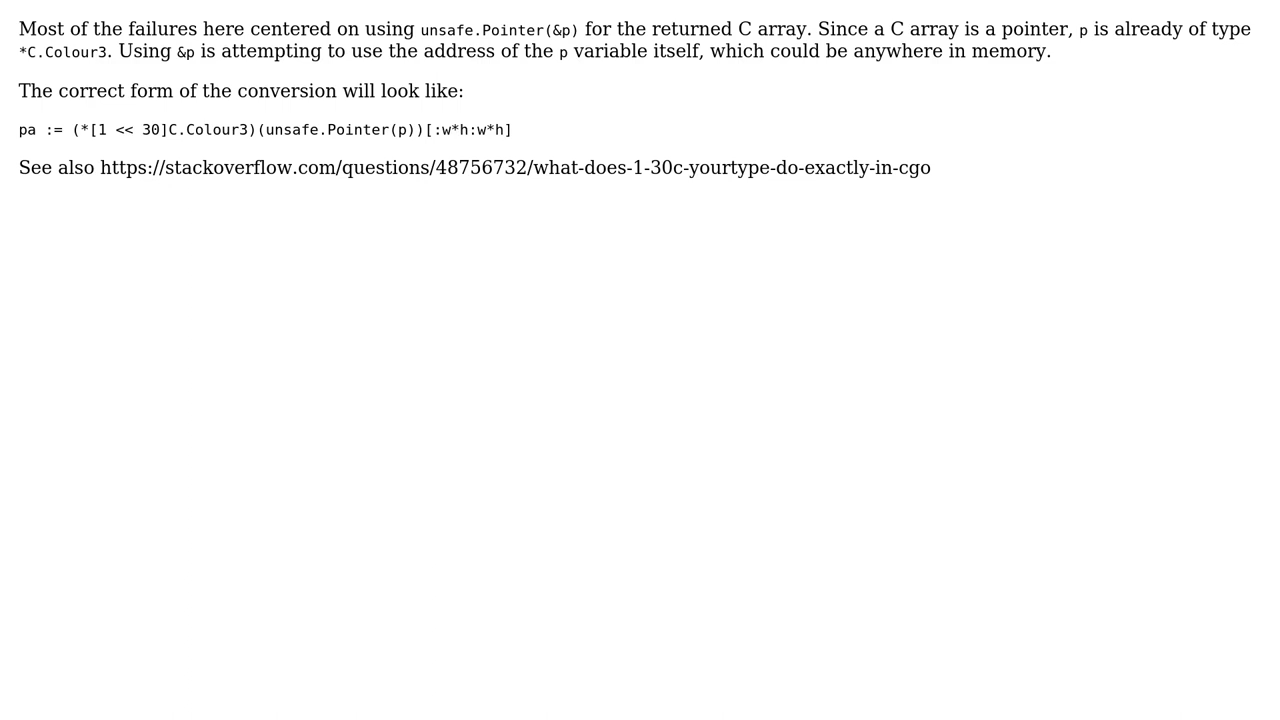 Most of the failures here centered on using unsafe.Pointer(&p) for the returned C array. Since a C array is a pointer, p is already of type
*C.Colour3. Using &p is attempting to use the address of the p variable itself, which could be anywhere in memory.
The correct form of the conversion will look like:
pa := (*[1 << 30]C.Colour3)(unsafe.Pointer(p))[:w*h:w*h]
See also https://stackoverflow.com/questions/48756732/what-does-1-30c-yourtype-do-exactly-in-cgo